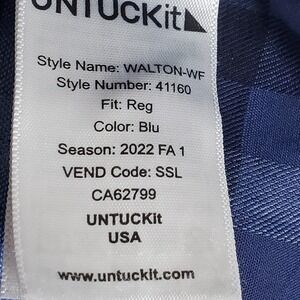 UNTUCKit
Style Name: WALTON-WF
Style Number: 41160
Fit: Reg
Color: Blu
Season: 2022 FA 1
VEND Code: SSL
CA62799
UNTUCKit
USA
www.untuckit.com